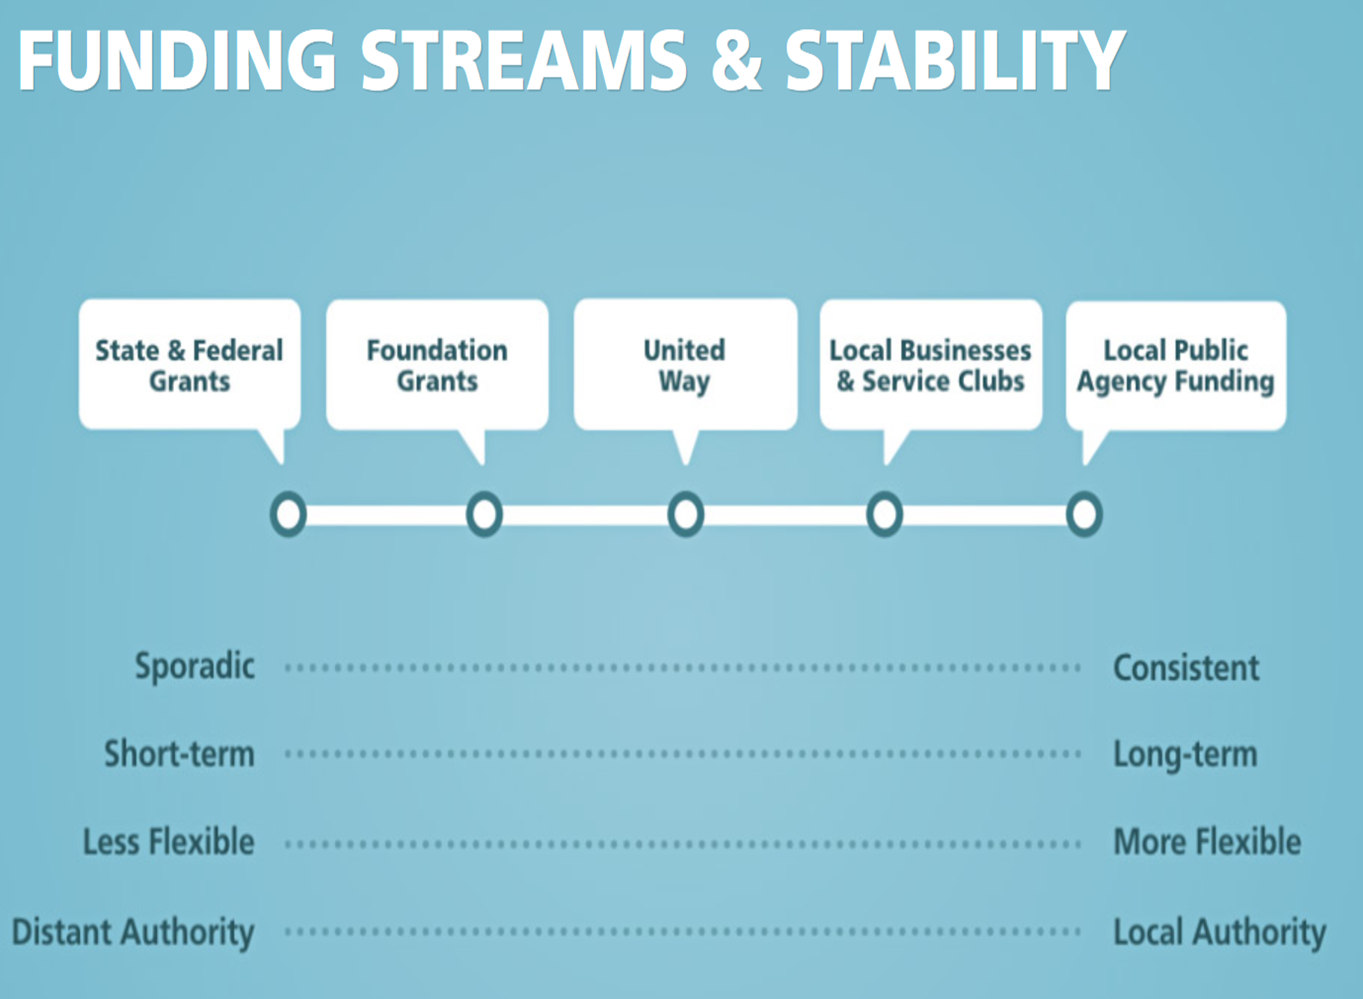 FUNDING STREAMS & STABILITY
State & Federal
Grants
Foundation
Grants
United
Way
Local Businesses
& Service Clubs
Local Public
Agency Funding
Sporadic
Consistent
Short-term
Long-term
Less Flexible
More Flexible
Distant Authority
Local Authority